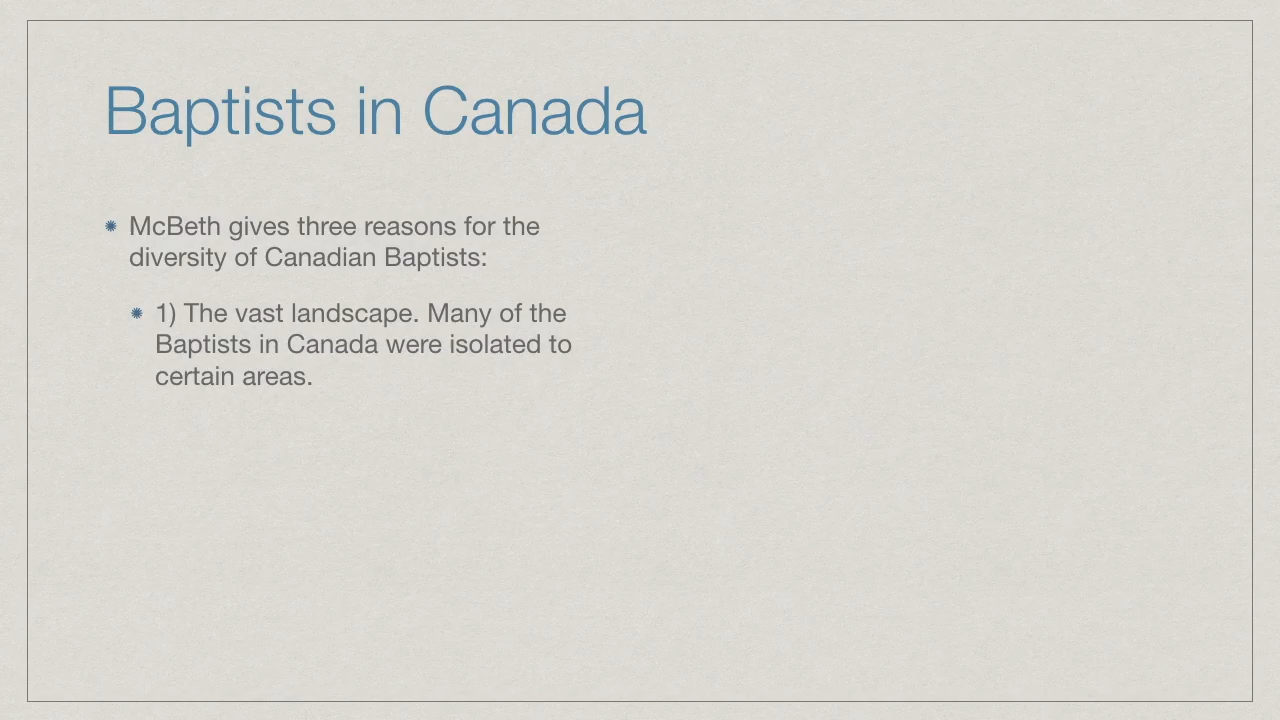 Baptists in Canada
McBeth gives three reasons for the
diversity of Canadian Baptists:
1) The vast landscape. Many of the
Baptists in Canada were isolated to
certain areas.